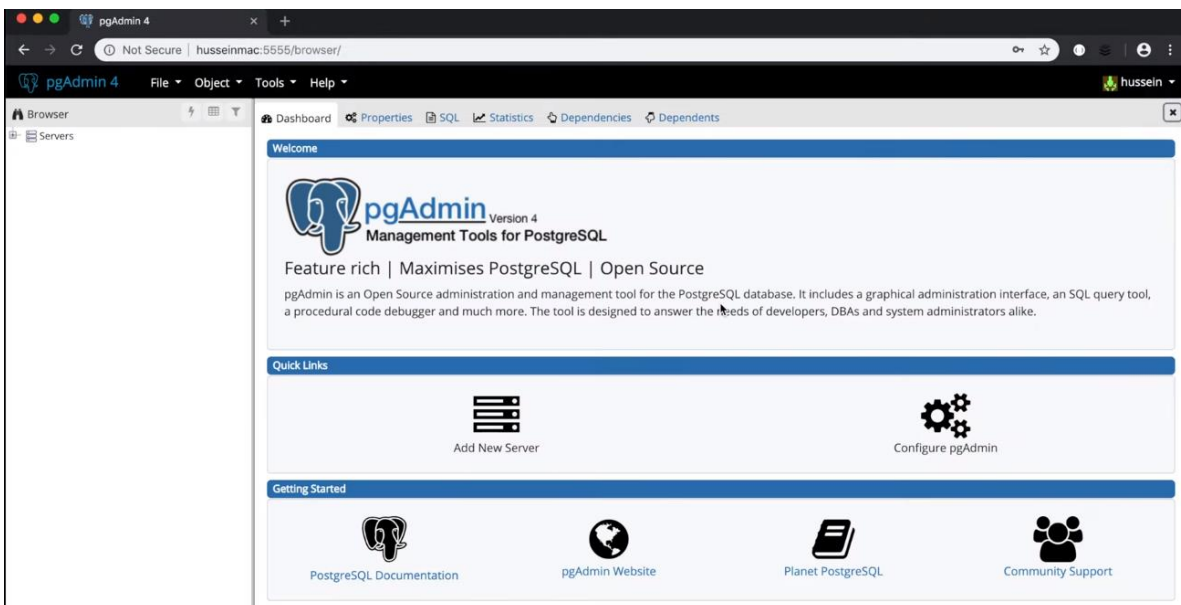 pgAdmin 4
Not Secure | husseinmac:5555/browser/
pgAdmin 4 File Object Tools Help hussein
Browser
Servers
Dashboard Properties SQL Statistics Dependencies Dependents
Welcome
pgAdmin Version 4
Management Tools for PostgreSQL
Feature rich | Maximises PostgreSQL | Open Source
pgAdmin is an Open Source administration and management tool for the PostgreSQL database. It includes a graphical administration interface, an SQL query tool,
a procedural code debugger and much more. The tool is designed to answer the needs of developers, DBAs and system administrators alike.
Quick Links
Add New Server
Configure pgAdmin
Getting Started
PostgreSQL Documentation
pgAdmin Website
Planet PostgreSQL
Community Support